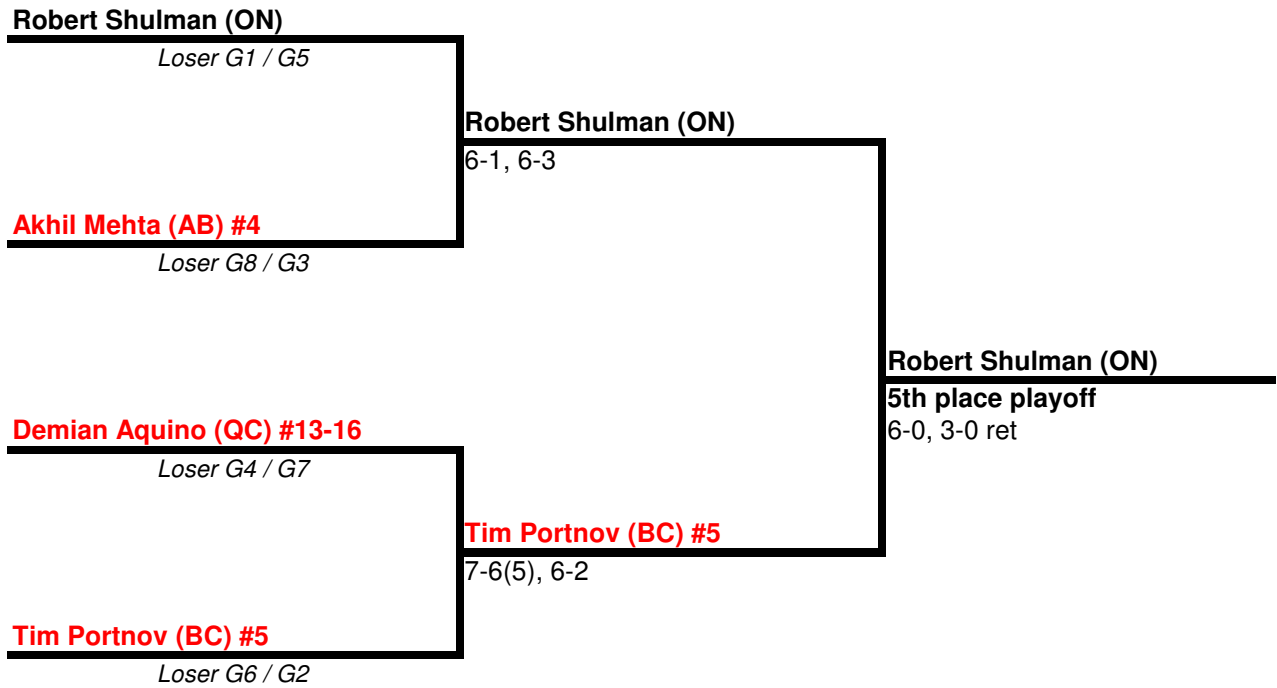 Robert Shulman (ON)
Loser G1 / G5
Robert Shulman (ON)
6-1, 6-3
Akhil Mehta (AB) #4
Loser G8 / G3
Robert Shulman (ON)
5th place playoff
6-0, 3-0 ret
Demian Aquino (QC) #13-16
Loser G4 / G7
Tim Portnov (BC) #5
7-6(5), 6-2
Tim Portnov (BC) #5
Loser G6 / G2